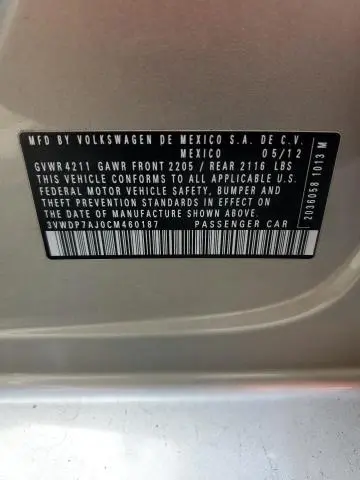 MFD BY VOLKSWAGEN DE MEXICO S.A. DE C.V.
MEXICO 05/12
GVWR 4211 GAWR FRONT 2205 / REAR 2116 LBS
THIS VEHICLE CONFORMS TO ALL APPLICABLE U.S.
FEDERAL MOTOR VEHICLE SAFETY, BUMPER AND
THEFT PREVENTION STANDARDS IN EFFECT ON
THE DATE OF MANUFACTURE SHOWN ABOVE
3VWDP7AJ0CM460187 PASSENGER CAR
2036058 1013 M